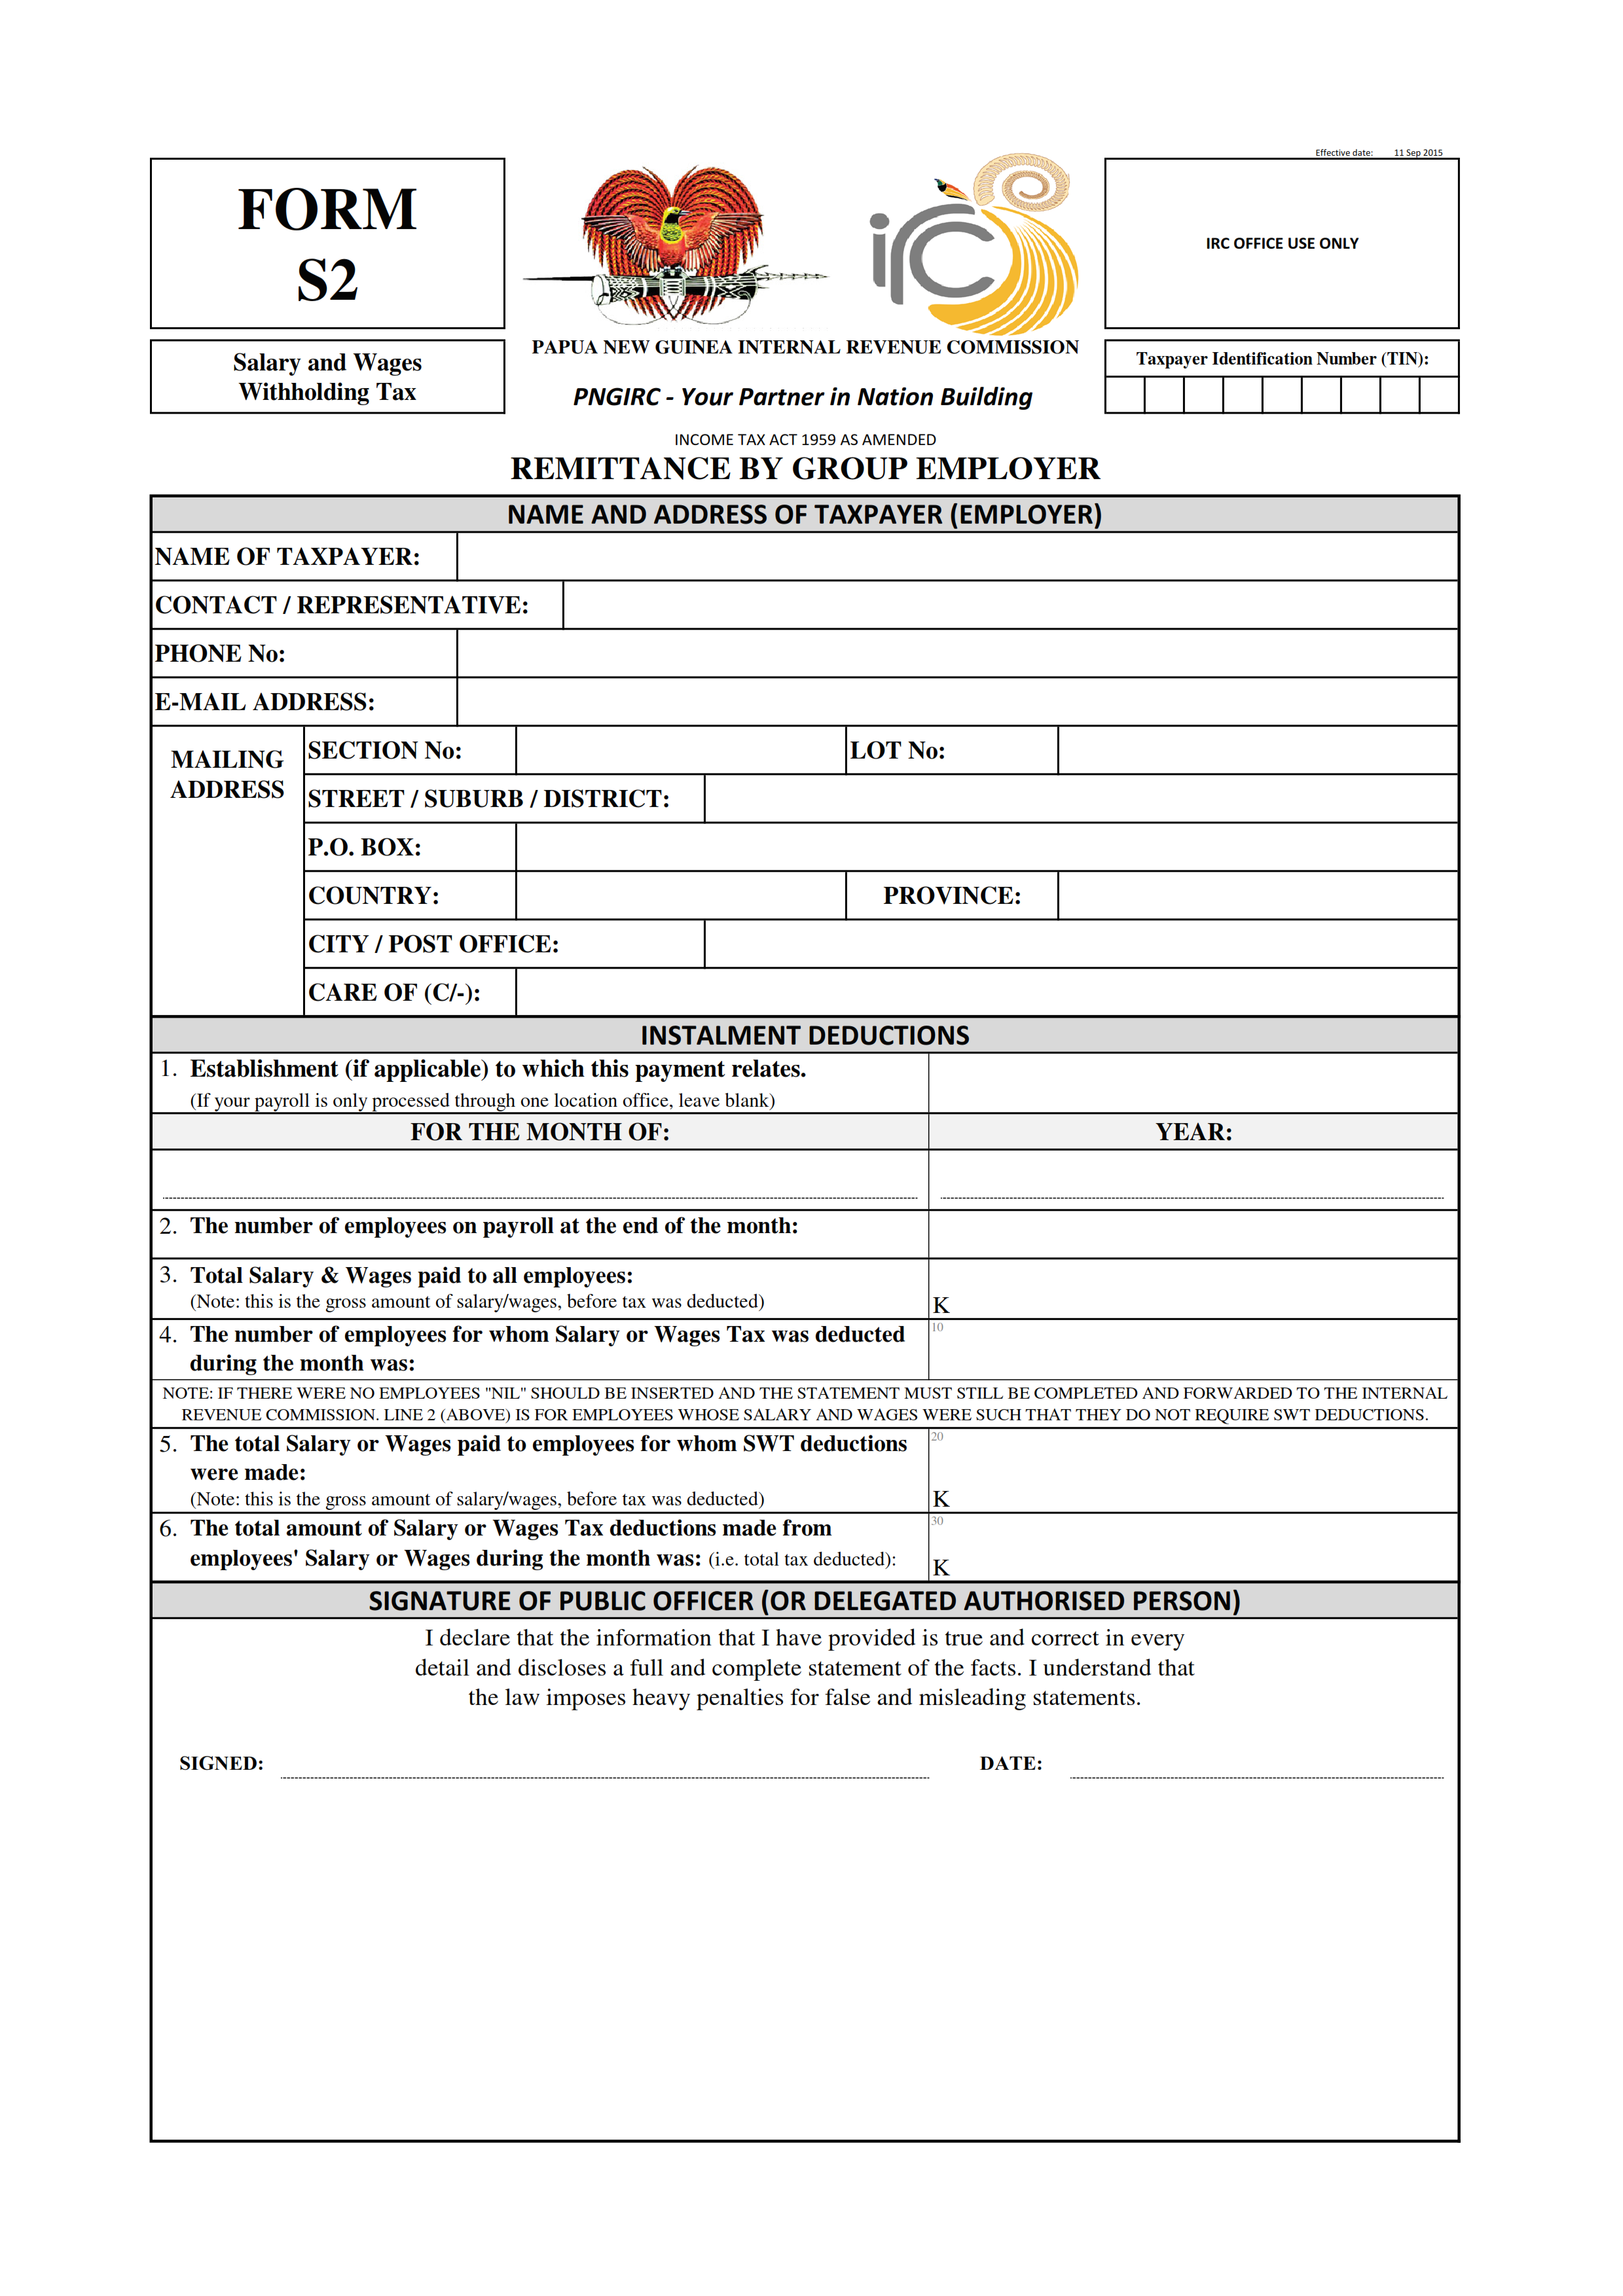 Effective date: 11 Sep 2015
FORM
S2
irc
IRC OFFICE USE ONLY
Salary and Wages
Withholding Tax
PAPUA NEW GUINEA INTERNAL REVENUE COMMISSION
PNGIRC - Your Partner in Nation Building
Taxpayer Identification Number (TIN):
INCOME TAX ACT 1959 AS AMENDED
REMITTANCE BY GROUP EMPLOYER
NAME AND ADDRESS OF TAXPAYER (EMPLOYER)
NAME OF TAXPAYER:
CONTACT / REPRESENTATIVE:
PHONE No:
E-MAIL ADDRESS:
MAILING
ADDRESS
SECTION No: LOT No:
STREET / SUBURB / DISTRICT:
P.O. BOX:
COUNTRY: PROVINCE:
CITY / POST OFFICE:
CARE OF (C/-):
INSTALMENT DEDUCTIONS
1. Establishment (if applicable) to which this payment relates.
(If your payroll is only processed through one location office, leave blank)
FOR THE MONTH OF: YEAR:
2. The number of employees on payroll at the end of the month:
3. Total Salary & Wages paid to all employees:
(Note: this is the gross amount of salary/wages, before tax was deducted) K
4. The number of employees for whom Salary or Wages Tax was deducted 10
during the month was:
NOTE: IF THERE WERE NO EMPLOYEES "NIL" SHOULD BE INSERTED AND THE STATEMENT MUST STILL BE COMPLETED AND FORWARDED TO THE INTERNAL
REVENUE COMMISSION. LINE 2 (ABOVE) IS FOR EMPLOYEES WHOSE SALARY AND WAGES WERE SUCH THAT THEY DO NOT REQUIRE SWT DEDUCTIONS.
5. The total Salary or Wages paid to employees for whom SWT deductions 20
were made:
(Note: this is the gross amount of salary/wages, before tax was deducted) K
6. The total amount of Salary or Wages Tax deductions made from 30
employees' Salary or Wages during the month was: (i.e. total tax deducted): K
SIGNATURE OF PUBLIC OFFICER (OR DELEGATED AUTHORISED PERSON)
I declare that the information that I have provided is true and correct in every
detail and discloses a full and complete statement of the facts. I understand that
the law imposes heavy penalties for false and misleading statements.
SIGNED: DATE: